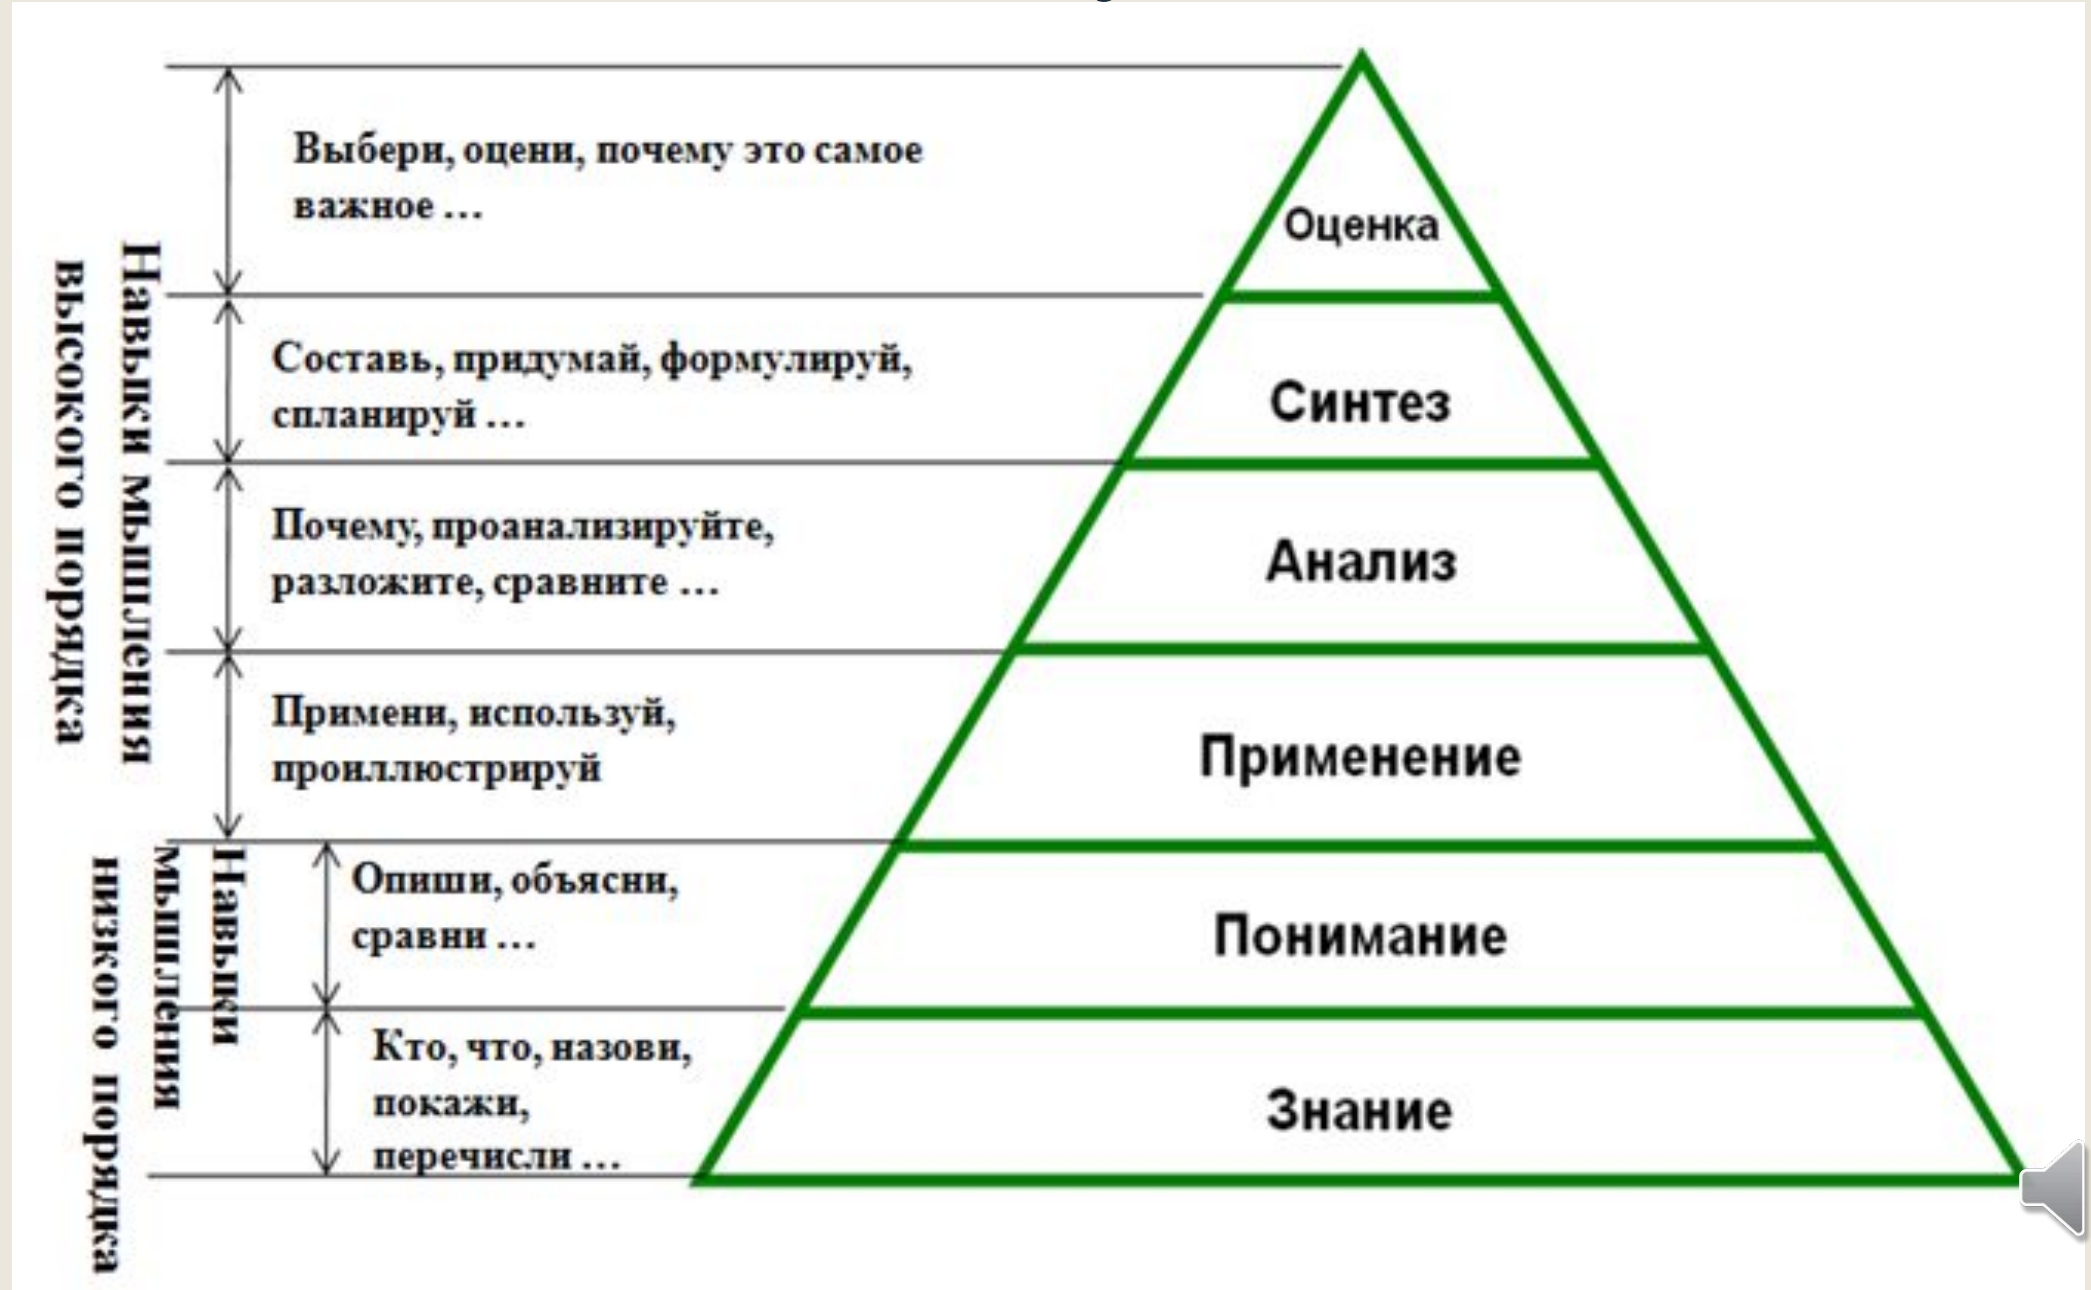 Выбери, оцени, почему это самое
важное ...
Оценка
Составь, придумай, формулируй,
спланируй ...
Синтез
Почему, проанализируйте,
разложите, сравните ...
Анализ
Примени, используй,
проиллюстрируй
Применение
Навыки мышления
высокого порядка
Опиши, объясни,
сравни ...
Понимание
Кто, что, назови,
покажи,
перечисли ...
Знание
Навыки
мышления
низкого порядка